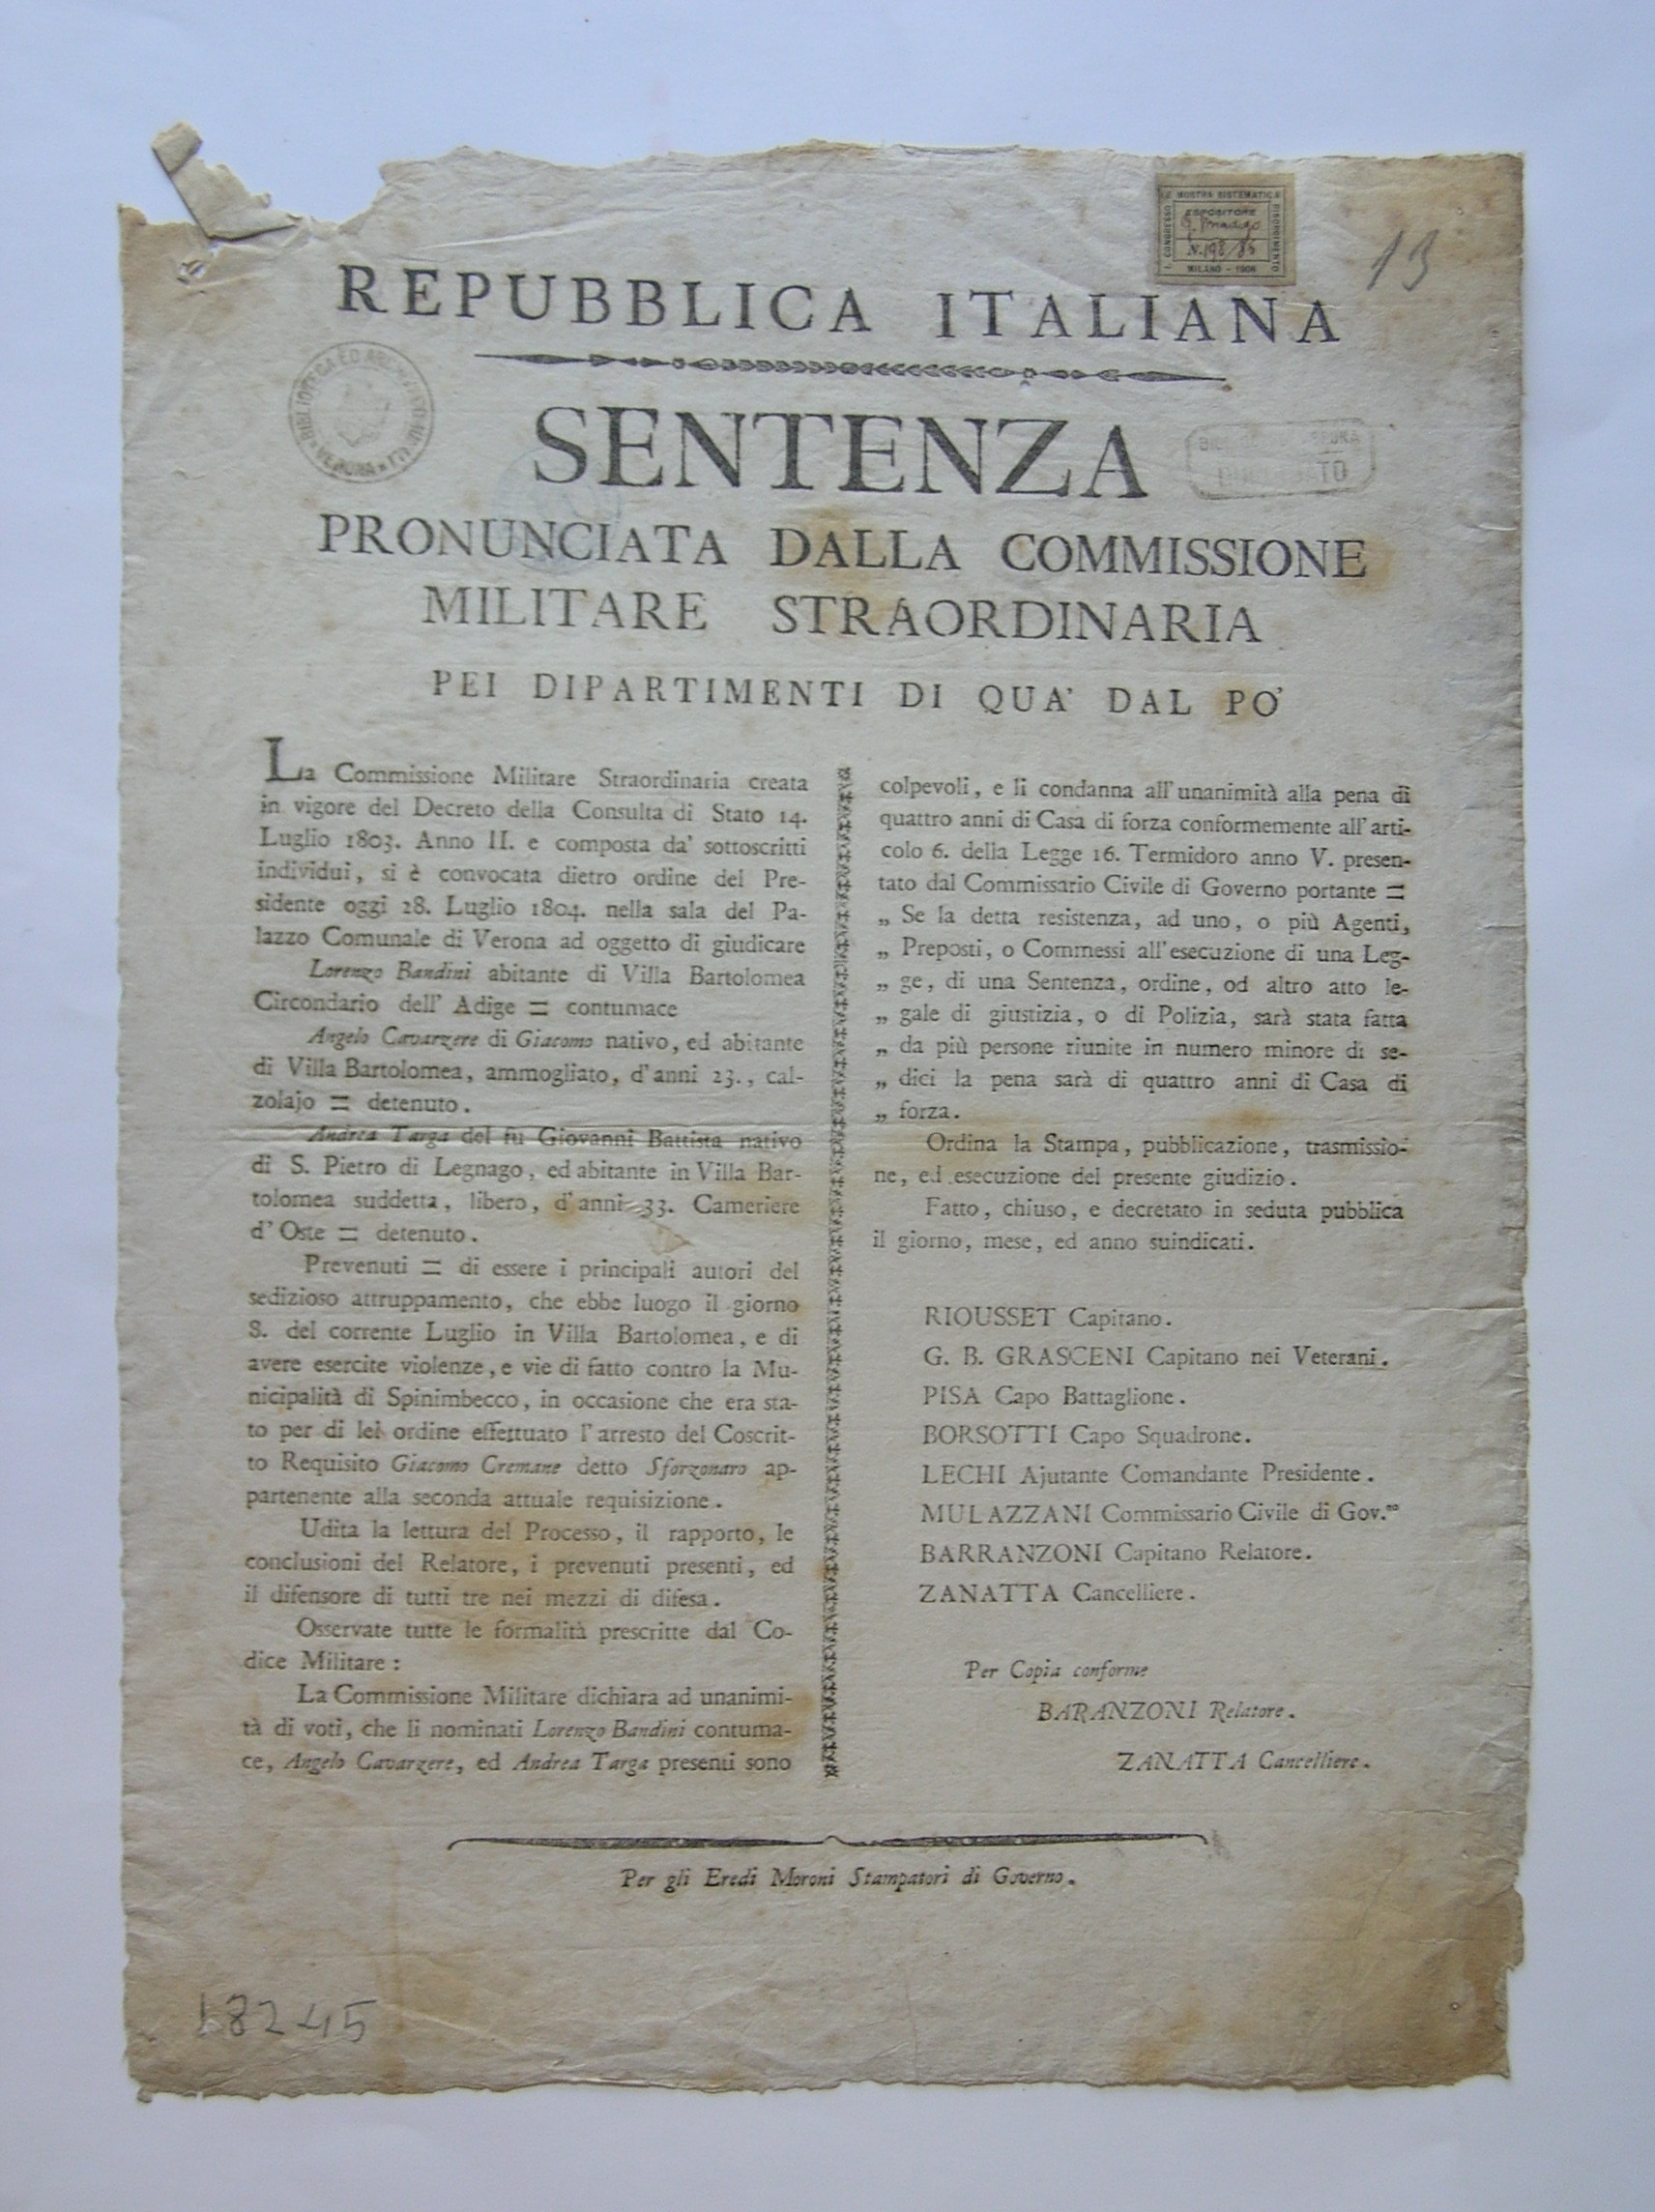 I. CONGRESSO E MOSTRA SISTEMATICA RISORGIMENTO
ESPOSITORE
N. 198/85
MILANO - 1906
13
REPUBBLICA ITALIANA
SENTENZA
PRONUNCIATA DALLA COMMISSIONE
MILITARE STRAORDINARIA
PEI DIPARTIMENTI DI QUA' DAL PO'
La Commissione Militare Straordinaria creata
in vigore del Decreto della Consulta di Stato 14.
Luglio 1803. Anno II. e composta da' sottoscritti
individui, si è convocata dietro ordine del Pre-
sidente oggi 28. Luglio 1804. nella sala del Pa-
lazzo Comunale di Verona ad oggetto di giudicare
Lorenzo Bandini abitante di Villa Bartolomea
Circondario dell' Adige = contumace
Angelo Cavarzere di Giacomo nativo, ed abitante
di Villa Bartolomea, ammogliato, d'anni 23., cal-
zolajo = detenuto.
Andrea Targa del fu Giovanni Battista nativo
di S. Pietro di Legnago, ed abitante in Villa Bar-
tolomea suddetta, libero, d'anni 33. Cameriere
d' Oste = detenuto.
Prevenuti = di essere i principali autori del
sedizioso attruppamento, che ebbe luogo il giorno
8. del corrente Luglio in Villa Bartolomea, e di
avere esercite violenze, e vie di fatto contro la Mu-
nicipalità di Spinimbecco, in occasione che era sta-
to per di lei ordine effettuato l'arresto del Coscrit-
to Requisito Giacomo Cremane detto Sforzonaro ap-
partenente alla seconda attuale requisizione.
Udita la lettura del Processo, il rapporto, le
conclusioni del Relatore, i prevenuti presenti, ed
il difensore di tutti tre nei mezzi di difesa.
Osservate tutte le formalità prescritte dal Co-
dice Militare:
La Commissione Militare dichiara ad unanimi-
tà di voti, che li nominati Lorenzo Bandini contuma-
ce, Angelo Cavarzere, ed Andrea Targa presenti sono
colpevoli, e li condanna all'unanimità alla pena di
quattro anni di Casa di forza conformemente all'arti-
colo 6. della Legge 16. Termidoro anno V. presen-
tato dal Commissario Civile di Governo portante =
„ Se la detta resistenza, ad uno, o più Agenti,
„ Preposti, o Commessi all'esecuzione di una Leg-
„ ge, di una Sentenza, ordine, od altro atto le-
„ gale di giustizia, o di Polizia, sarà stata fatta
„ da più persone riunite in numero minore di se-
„ dici la pena sarà di quattro anni di Casa di
„ forza.
Ordina la Stampa, pubblicazione, trasmissio-
ne, ed esecuzione del presente giudizio.
Fatto, chiuso, e decretato in seduta pubblica
il giorno, mese, ed anno suindicati.
RIOUSSET Capitano.
G. B. GRASCENI Capitano nei Veterani.
PISA Capo Battaglione.
BORSOTTI Capo Squadrone.
LECHI Ajutante Comandante Presidente.
MULAZZANI Commissario Civile di Gov.no
BARRANZONI Capitano Relatore.
ZANATTA Cancelliere.
Per Copia conforme
BARANZONI Relatore.
ZANATTA Cancelliere.
Per gli Eredi Moroni Stampatori di Governo.
18245